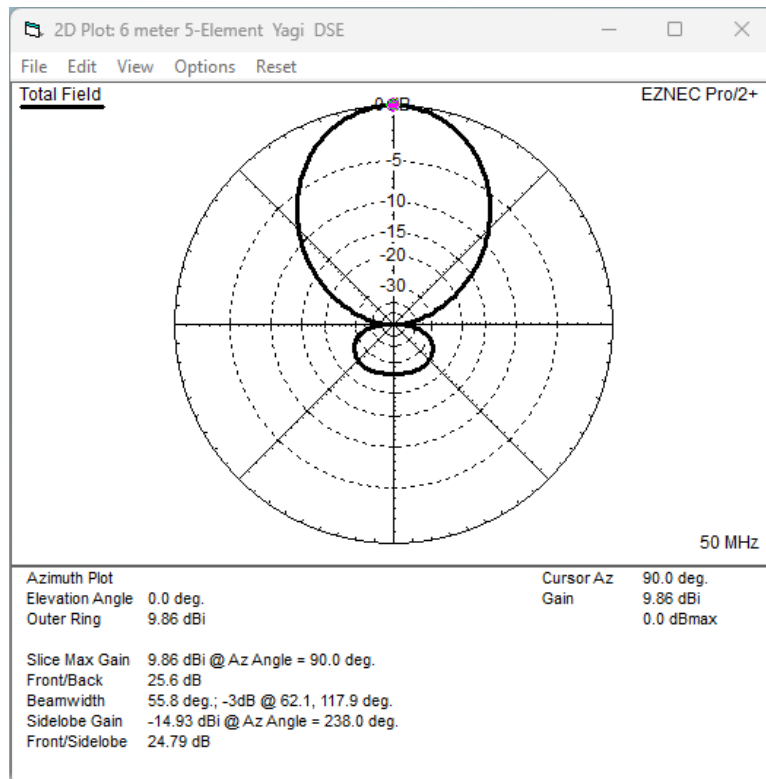 2D Plot: 6 meter 5-Element Yagi DSE
File Edit View Options Reset
Total Field
EZNEC Pro/2+
0 dB
-5
-10
-15
-20
-30
50 MHz
Azimuth Plot
Elevation Angle 0.0 deg.
Outer Ring 9.86 dBi
Cursor Az 90.0 deg.
Gain 9.86 dBi
0.0 dBmax
Slice Max Gain 9.86 dBi @ Az Angle = 90.0 deg.
Front/Back 25.6 dB
Beamwidth 55.8 deg.; -3dB @ 62.1, 117.9 deg.
Sidelobe Gain -14.93 dBi @ Az Angle = 238.0 deg.
Front/Sidelobe 24.79 dB